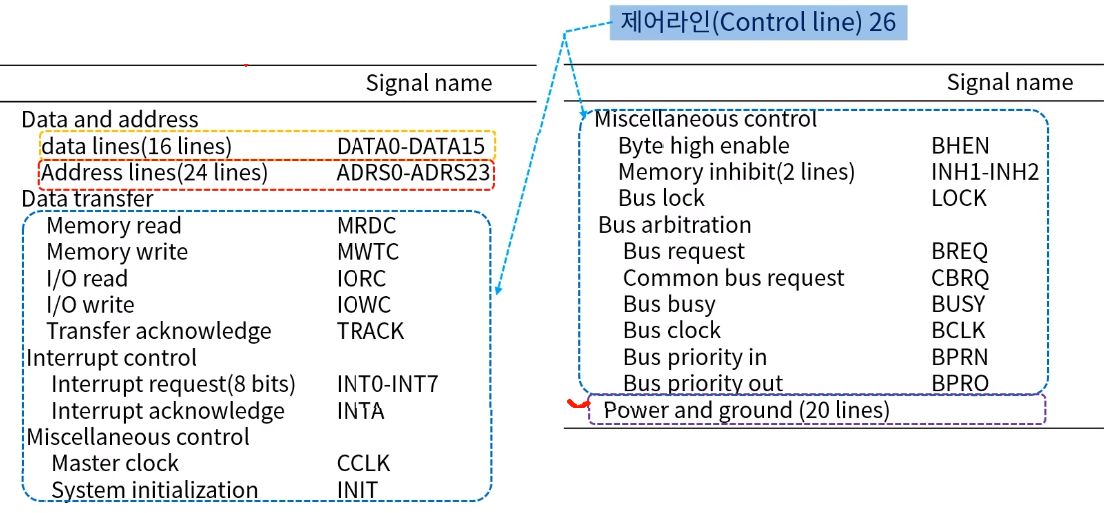 제어라인(Control line) 26
Signal name
Data and address
data lines(16 lines) DATA0-DATA15
Address lines(24 lines) ADRS0-ADRS23
Data transfer
Memory read MRDC
Memory write MWTC
I/O read IORC
I/O write IOWC
Transfer acknowledge TRACK
Interrupt control
Interrupt request(8 bits) INT0-INT7
Interrupt acknowledge INTA
Miscellaneous control
Master clock CCLK
System initialization INIT
Signal name
Miscellaneous control
Byte high enable BHEN
Memory inhibit(2 lines) INH1-INH2
Bus lock LOCK
Bus arbitration
Bus request BREQ
Common bus request CBRQ
Bus busy BUSY
Bus clock BCLK
Bus priority in BPRN
Bus priority out BPRO
Power and ground (20 lines)